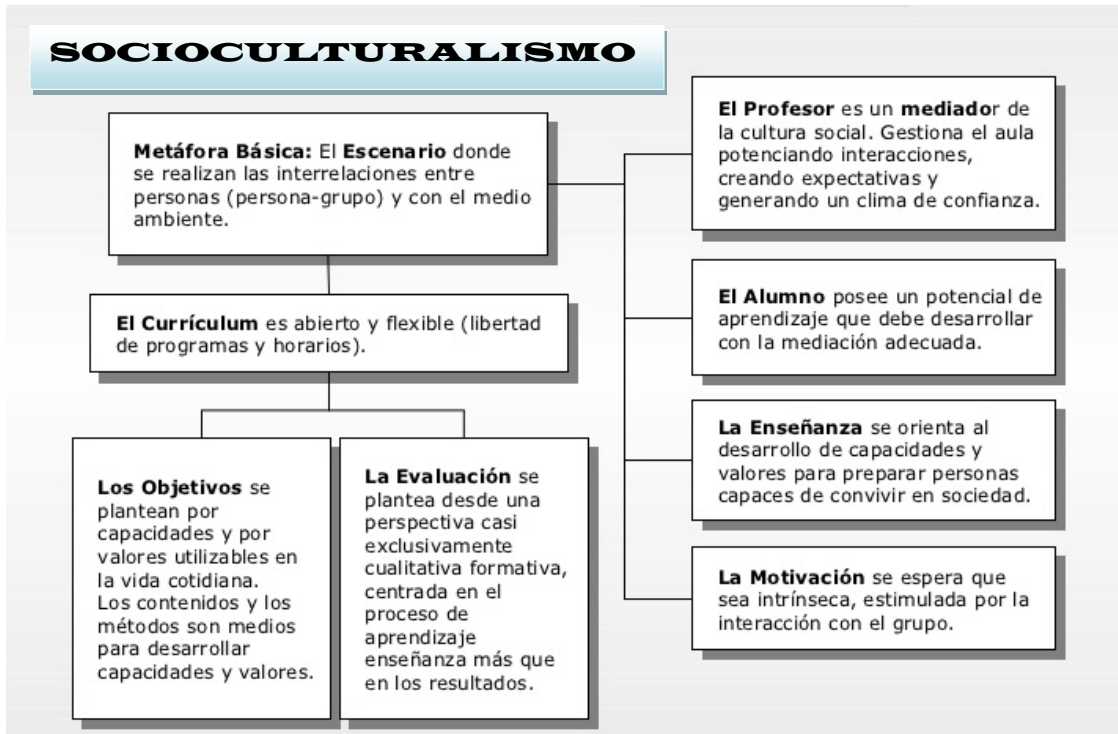 SOCIOCULTURALISMO
Metáfora Básica: El Escenario donde
se realizan las interrelaciones entre
personas (persona-grupo) y con el medio
ambiente.
El Currículum es abierto y flexible (libertad
de programas y horarios).
Los Objetivos se
plantean por
capacidades y por
valores utilizables en
la vida cotidiana.
Los contenidos y los
métodos son medios
para desarrollar
capacidades y valores.
La Evaluación se
plantea desde una
perspectiva casi
exclusivamente
cualitativa formativa,
centrada en el
proceso de
aprendizaje
enseñanza más que
en los resultados.
El Profesor es un mediador de
la cultura social. Gestiona el aula
potenciando interacciones,
creando expectativas y
generando un clima de confianza.
El Alumno posee un potencial de
aprendizaje que debe desarrollar
con la mediación adecuada.
La Enseñanza se orienta al
desarrollo de capacidades y
valores para preparar personas
capaces de convivir en sociedad.
La Motivación se espera que
sea intrínseca, estimulada por la
interacción con el grupo.